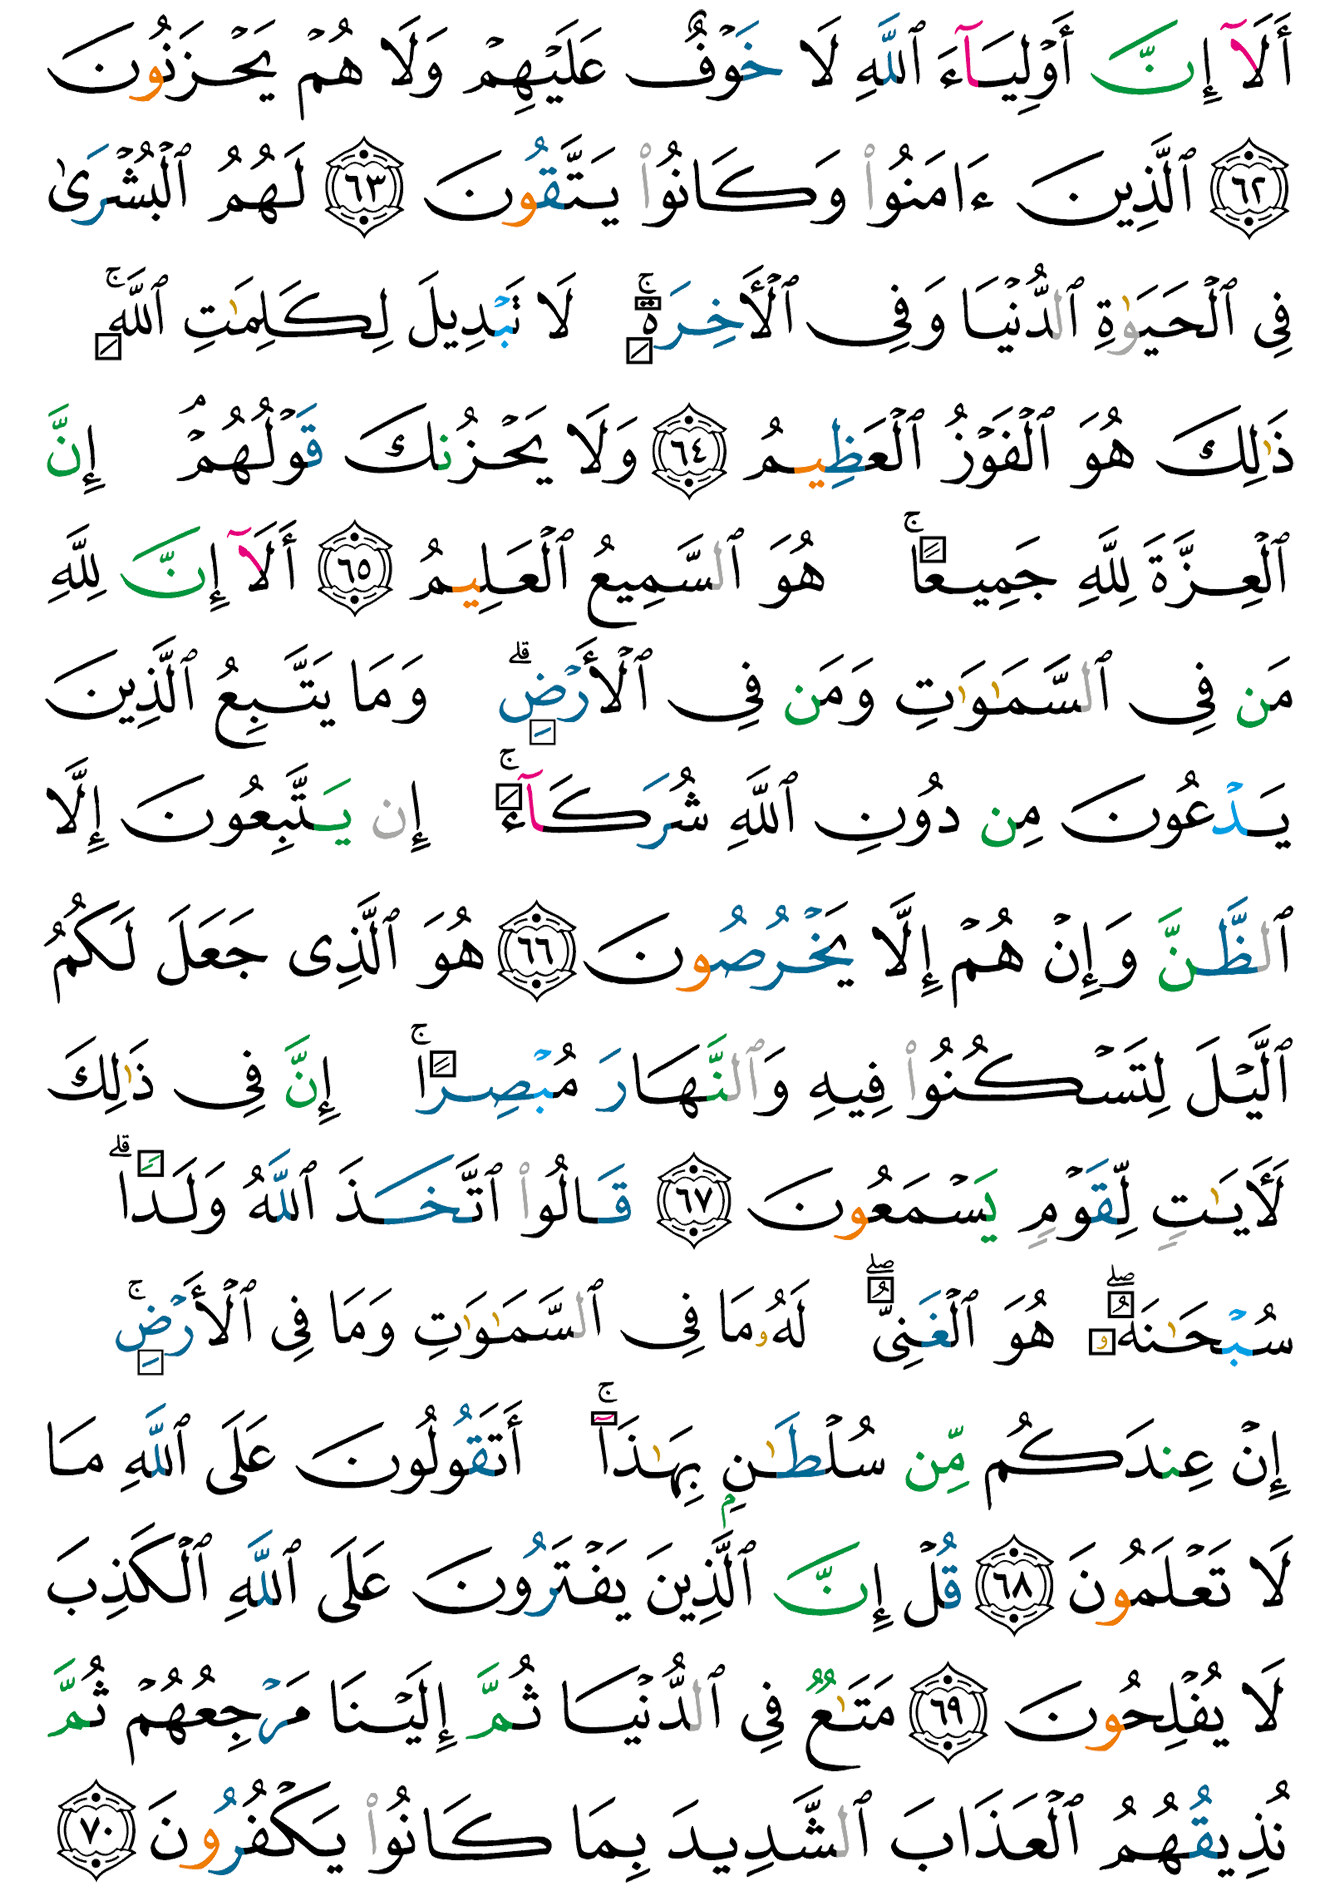 أَلَآ إِنَّ أَوْلِيَآءَ ٱللَّهِ لَا خَوْفٌ عَلَيْهِمْ وَلَا هُمْ يَحْزَنُونَ
٦٢ ٱلَّذِينَ ءَامَنُوا۟ وَكَانُوا۟ يَتَّقُونَ ٦٣ لَهُمُ ٱلْبُشْرَىٰ
فِى ٱلْحَيَوٰةِ ٱلدُّنْيَا وَفِى ٱلْأَخِرَةِ ۚ لَا تَبْدِيلَ لِكَلِمَٰتِ ٱللَّهِ ۚ
ذَٰلِكَ هُوَ ٱلْفَوْزُ ٱلْعَظِيمُ ٦٤ وَلَا يَحْزُنكَ قَوْلُهُمْ ۘ إِنَّ
ٱلْعِزَّةَ لِلَّهِ جَمِيعًا ۚ هُوَ ٱلسَّمِيعُ ٱلْعَلِيمُ ٦٥ أَلَآ إِنَّ لِلَّهِ
مَن فِى ٱلسَّمَٰوَٰتِ وَمَن فِى ٱلْأَرْضِ ۗ وَمَا يَتَّبِعُ ٱلَّذِينَ
يَدْعُونَ مِن دُونِ ٱللَّهِ شُرَكَآءَ ۚ إِن يَتَّبِعُونَ إِلَّا
ٱلظَّنَّ وَإِنْ هُمْ إِلَّا يَخْرُصُونَ ٦٦ هُوَ ٱلَّذِى جَعَلَ لَكُمُ
ٱلَّيْلَ لِتَسْكُنُوا۟ فِيهِ وَٱلنَّهَارَ مُبْصِرًا ۚ إِنَّ فِى ذَٰلِكَ
لَأَيَٰتٍ لِّقَوْمٍ يَسْمَعُونَ ٦٧ قَالُوا۟ ٱتَّخَذَ ٱللَّهُ وَلَدًا ۗ
سُبْحَٰنَهُۥ ۖ هُوَ ٱلْغَنِىُّ ۖ لَهُۥ مَا فِى ٱلسَّمَٰوَٰتِ وَمَا فِى ٱلْأَرْضِ ۚ
إِنْ عِندَكُم مِّن سُلْطَٰنٍۭ بِهَٰذَآ ۚ أَتَقُولُونَ عَلَى ٱللَّهِ مَا
لَا تَعْلَمُونَ ٦٨ قُلْ إِنَّ ٱلَّذِينَ يَفْتَرُونَ عَلَى ٱللَّهِ ٱلْكَذِبَ
لَا يُفْلِحُونَ ٦٩ مَتَٰعٌ فِى ٱلدُّنْيَا ثُمَّ إِلَيْنَا مَرْجِعُهُمْ ثُمَّ
نُذِيقُهُمُ ٱلْعَذَابَ ٱلشَّدِيدَ بِمَا كَانُوا۟ يَكْفُرُونَ ٧٠